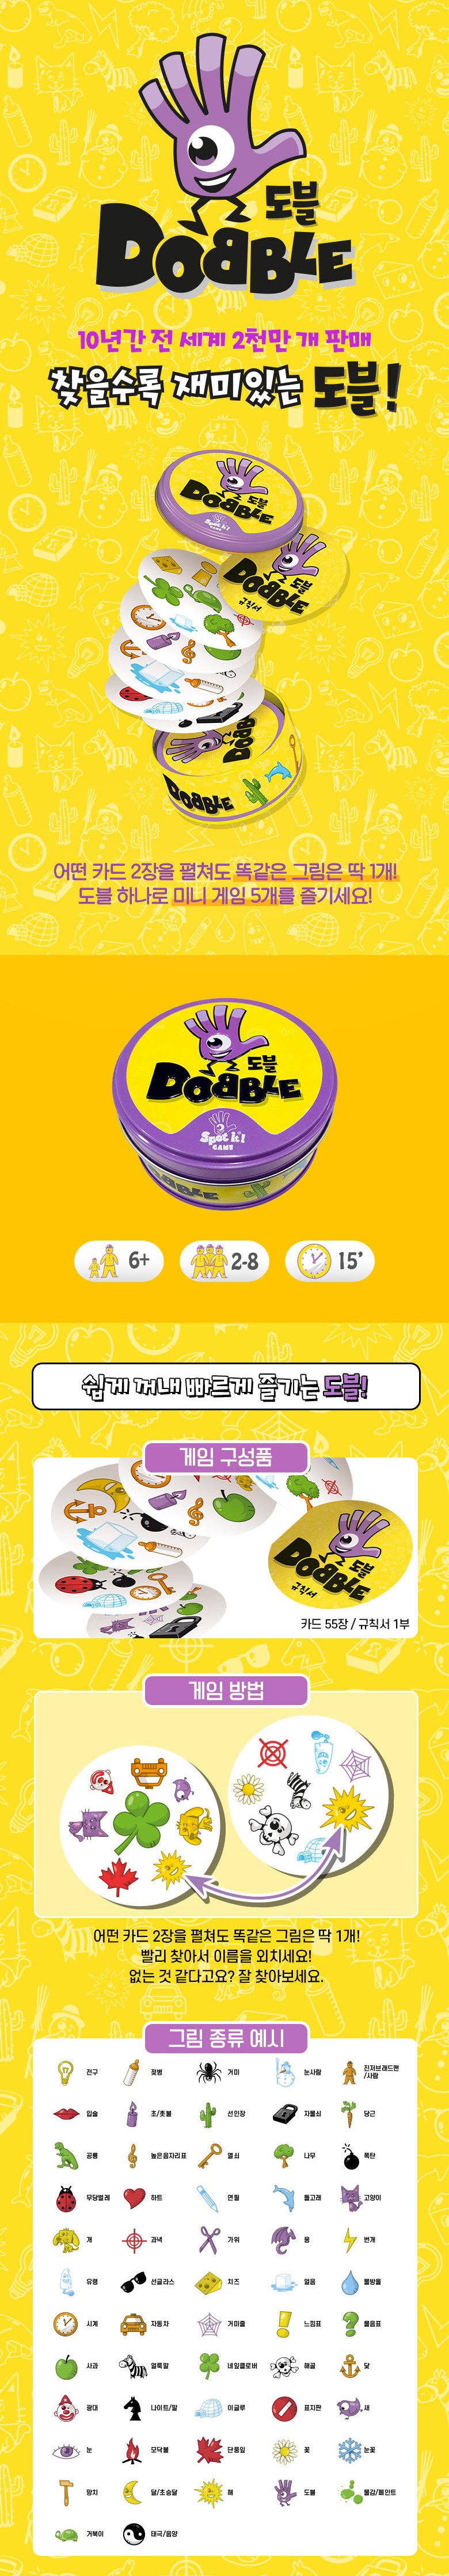 도블
DOBBLE
10년간 전 세계 2천만 개 판매
찾을수록 재미있는 도블!
도블
DOBBLE
Spot it!
GAME
도블
DOBBLE
규칙서
DOBBLE
DOBBLE
어떤 카드 2장을 펼쳐도 똑같은 그림은 딱 1개!
도블 하나로 미니 게임 5개를 즐기세요!
도블
DOBBLE
Spot it!
GAME
6+ 2-8 15’
쉽게 꺼내 빠르게 즐기는 도블!
게임 구성품
도블
DOBBLE
규칙서
카드 55장 / 규칙서 1부
게임 방법
어떤 카드 2장을 펼쳐도 똑같은 그림은 딱 1개!
빨리 찾아서 이름을 외치세요!
없는 것 같다고요? 잘 찾아보세요.
그림 종류 예시
전구 젖병 거미 눈사람 진저브레드맨
/사람
입술 초/촛불 선인장 자물쇠 당근
공룡 높은음자리표 열쇠 나무 폭탄
무당벌레 하트 연필 돌고래 고양이
개 과녁 가위 용 번개
유령 선글라스 치즈 얼음 물방울
시계 자동차 거미줄 느낌표 물음표
사과 얼룩말 네잎클로버 해골 닻
광대 나이트/말 이글루 표지판 새
눈 모닥불 단풍잎 꽃 눈꽃
망치 달/초승달 해 도블 물감/페인트
거북이 태극/음양